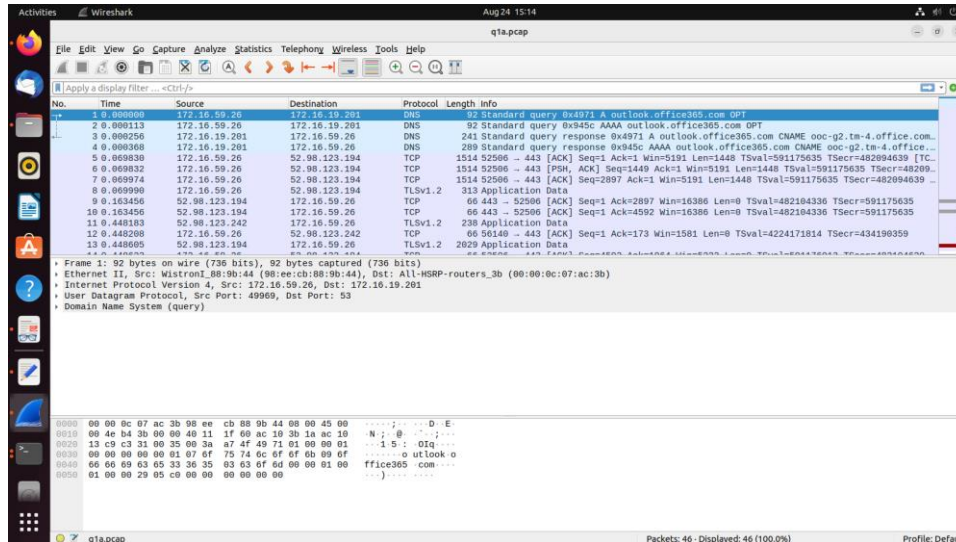 Activities Wireshark Aug 24 15:14
q1a.pcap
File Edit View Go Capture Analyze Statistics Telephony Wireless Tools Help
Apply a display filter ... <Ctrl-/>
No. Time Source Destination Protocol Length Info
1 0.000000 172.16.59.26 172.16.19.201 DNS 92 Standard query 0x4971 A outlook.office365.com OPT
2 0.000113 172.16.59.26 172.16.19.201 DNS 92 Standard query 0x945c AAAA outlook.office365.com OPT
3 0.000256 172.16.19.201 172.16.59.26 DNS 241 Standard query response 0x4971 A outlook.office365.com CNAME ooc-g2.tm-4.office.com…
4 0.000368 172.16.19.201 172.16.59.26 DNS 289 Standard query response 0x945c AAAA outlook.office365.com CNAME ooc-g2.tm-4.office.…
5 0.069830 172.16.59.26 52.98.123.194 TCP 1514 52506 → 443 [ACK] Seq=1 Ack=1 Win=5191 Len=1448 TSval=591175635 TSecr=482094639 [TC…
6 0.069832 172.16.59.26 52.98.123.194 TCP 1514 52506 → 443 [PSH, ACK] Seq=1449 Ack=1 Win=5191 Len=1448 TSval=591175635 TSecr=482094…
7 0.069974 172.16.59.26 52.98.123.194 TCP 1514 52506 → 443 [ACK] Seq=2897 Ack=1 Win=5191 Len=1448 TSval=591175635 TSecr=482094639 …
8 0.069990 172.16.59.26 52.98.123.194 TLSv1.2 313 Application Data
9 0.163456 52.98.123.194 172.16.59.26 TCP 66 443 → 52506 [ACK] Seq=1 Ack=2897 Win=16386 Len=0 TSval=482104336 TSecr=591175635
10 0.163456 52.98.123.194 172.16.59.26 TCP 66 443 → 52506 [ACK] Seq=1 Ack=4592 Win=16386 Len=0 TSval=482104336 TSecr=591175635
11 0.448183 52.98.123.242 172.16.59.26 TLSv1.2 238 Application Data
12 0.448208 172.16.59.26 52.98.123.242 TCP 66 56140 → 443 [ACK] Seq=1 Ack=173 Win=1581 Len=0 TSval=4224171814 TSecr=434190359
13 0.448605 52.98.123.194 172.16.59.26 TLSv1.2 2029 Application Data
Frame 1: 92 bytes on wire (736 bits), 92 bytes captured (736 bits)
Ethernet II, Src: WistronI_88:9b:44 (98:ee:cb:88:9b:44), Dst: All-HSRP-routers_3b (00:00:0c:07:ac:3b)
Internet Protocol Version 4, Src: 172.16.59.26, Dst: 172.16.19.201
User Datagram Protocol, Src Port: 49969, Dst Port: 53
Domain Name System (query)
0000 00 00 0c 07 ac 3b 98 ee cb 88 9b 44 08 00 45 00 ·····;·· ···D··E·
0010 00 4e b4 3b 00 00 40 11 1f 60 ac 10 3b 1a ac 10 ·N·;··@· ·`··;···
0020 13 c9 c3 31 00 35 00 3a a7 4f 49 71 01 00 00 01 ···1·5·: ·OIq····
0030 00 00 00 00 00 01 07 6f 75 74 6c 6f 6f 6b 09 6f ·······o utlook·o
0040 66 66 69 63 65 33 36 35 03 63 6f 6d 00 00 01 00 ffice365 ·com····
0050 01 00 00 29 05 c0 00 00 00 00 00 00 ···)···· ····
q1a.pcap Packets: 46 · Displayed: 46 (100.0%) Profile: Defau